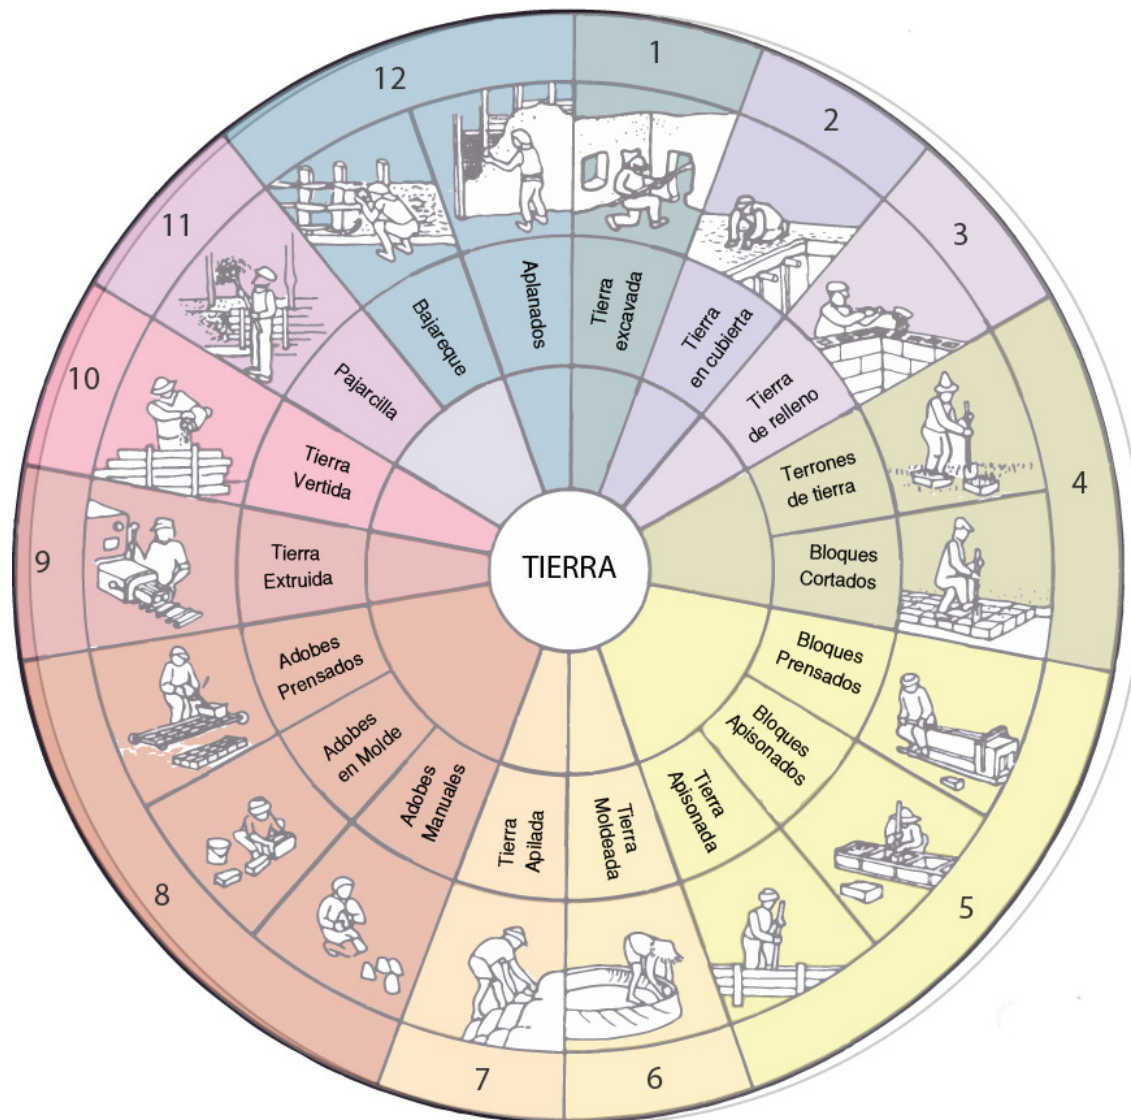 TIERRA
1
Tierra
excavada
2
Tierra
en cubierta
3
Tierra
de relleno
4
Terrones
de tierra
Bloques
Cortados
5
Bloques
Prensados
Bloques
Apisonados
Tierra
Apisonada
6
Tierra
Moldeada
7
Tierra
Apilada
8
Adobes
Manuales
Adobes
en Molde
Adobes
Prensados
9
Tierra
Extruida
10
Tierra
Vertida
11
Pajarcilla
12
Bajareque
Aplanados